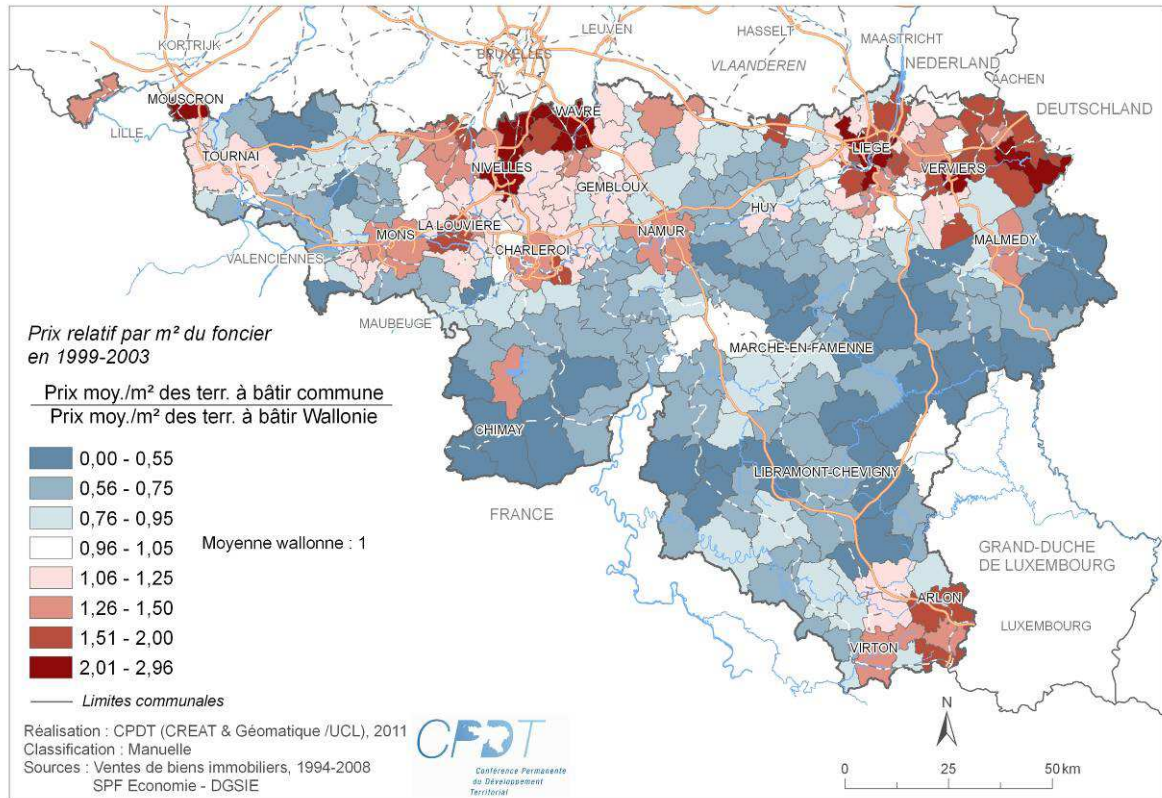 KORTRIJK
LEUVEN
HASSELT
MAASTRICHT
BRUXELLES
VLAANDEREN
NEDERLAND
AACHEN
DEUTSCHLAND
MOUSCRON
LILLE
WAVRE
TOURNAI
NIVELLES
LIEGE
VERVIERS
GEMBLOUX
HUY
LA LOUVIERE
MONS
NAMUR
CHARLEROI
MALMEDY
VALENCIENNES
MAUBEUGE
MARCHE-EN-FAMENNE
CHIMAY
LIBRAMONT-CHEVIGNY
FRANCE
GRAND-DUCHE
DE LUXEMBOURG
ARLON
LUXEMBOURG
VIRTON
Prix relatif par m² du foncier
en 1999-2003
Prix moy./m² des terr. à bâtir commune
Prix moy./m² des terr. à bâtir Wallonie
0,00 - 0,55
0,56 - 0,75
0,76 - 0,95
0,96 - 1,05 Moyenne wallonne : 1
1,06 - 1,25
1,26 - 1,50
1,51 - 2,00
2,01 - 2,96
Limites communales
Réalisation : CPDT (CREAT & Géomatique /UCL), 2011
Classification : Manuelle
Sources : Ventes de biens immobiliers, 1994-2008
SPF Economie - DGSIE
CPDT
Conférence Permanente
du Développement
Territorial
N
0 25 50 km